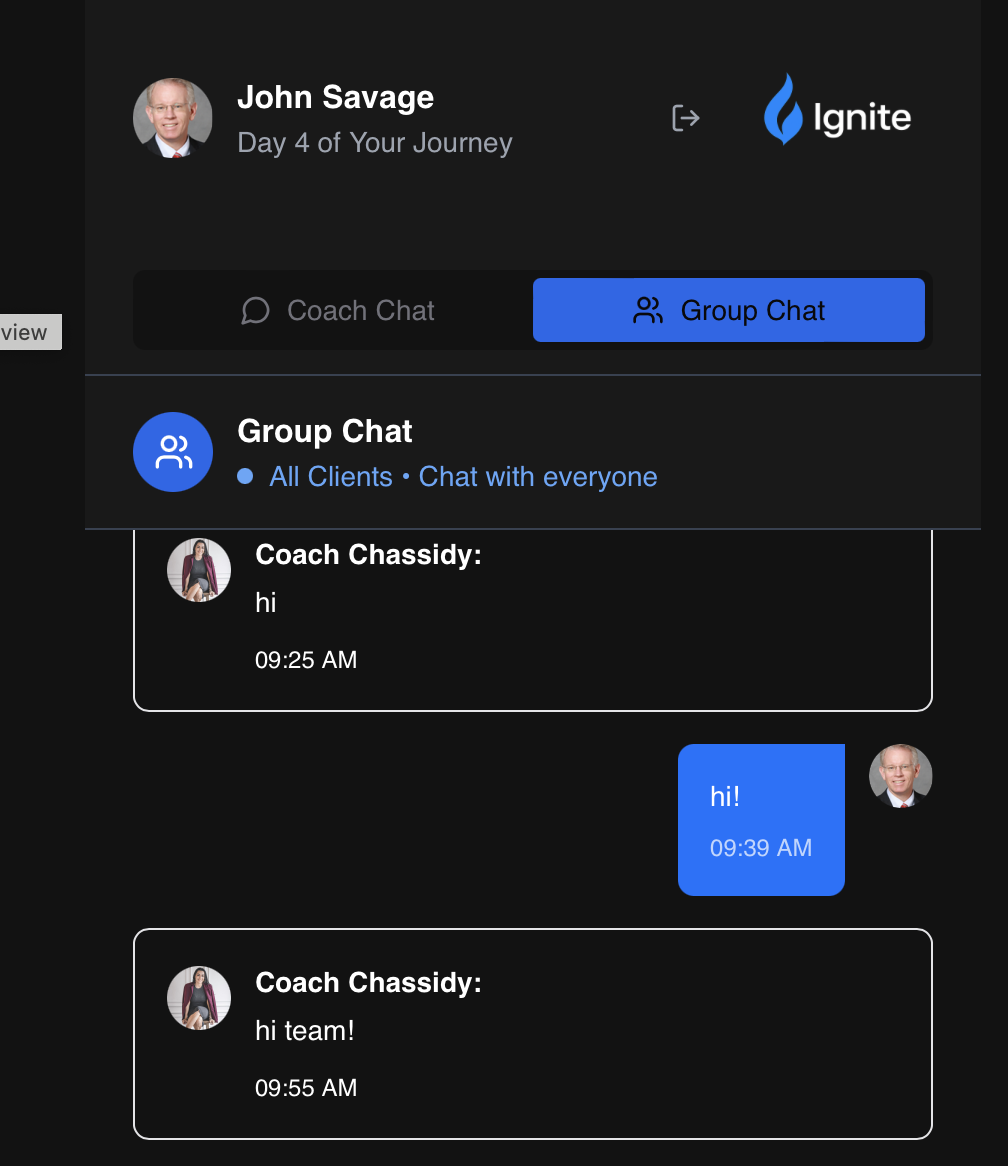 John Savage
Day 4 of Your Journey
Ignite
Coach Chat
Group Chat
view
Group Chat
All Clients • Chat with everyone
Coach Chassidy:
hi
09:25 AM
hi!
09:39 AM
Coach Chassidy:
hi team!
09:55 AM